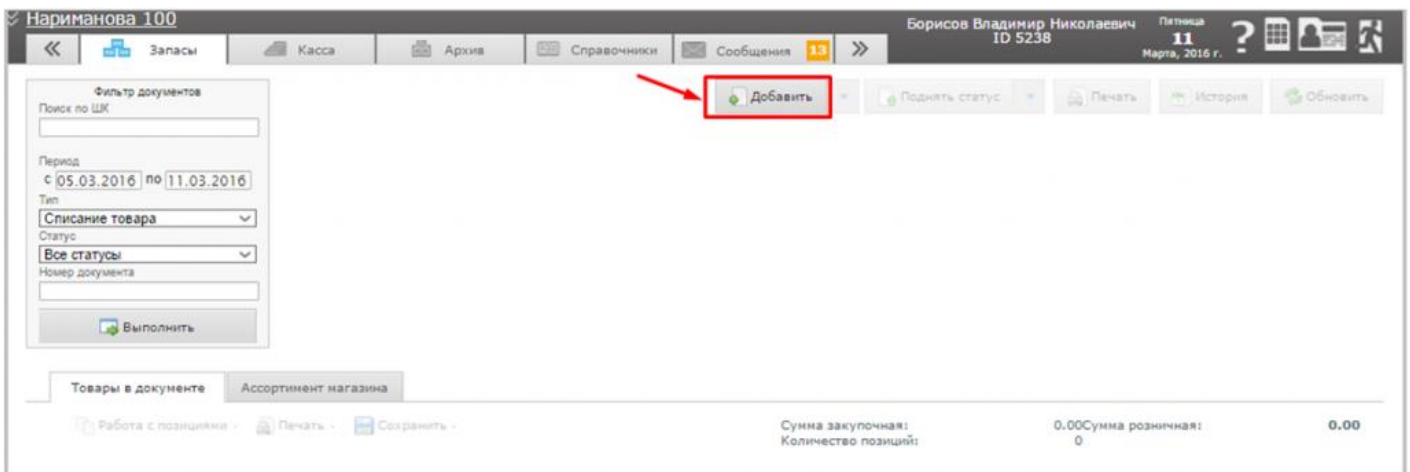 Нариманова 100
Борисов Владимир Николаевич
ID 5238
Пятница
11
Марта, 2016 г.
?
Запасы
Касса
Архив
Справочники
Сообщения 13
Фильтр документов
Поиск по ШК
Добавить
Поднять статус
Печать
История
Обновить
Период
с 05.03.2016 по 11.03.2016
Тип
Списание товара
Статус
Все статусы
Номер документа
Выполнить
Товары в документе
Ассортимент магазина
Работа с позициями
Печать
Сохранить
Сумма закупочная: 0.00Сумма розничная: 0.00
Количество позиций: 0